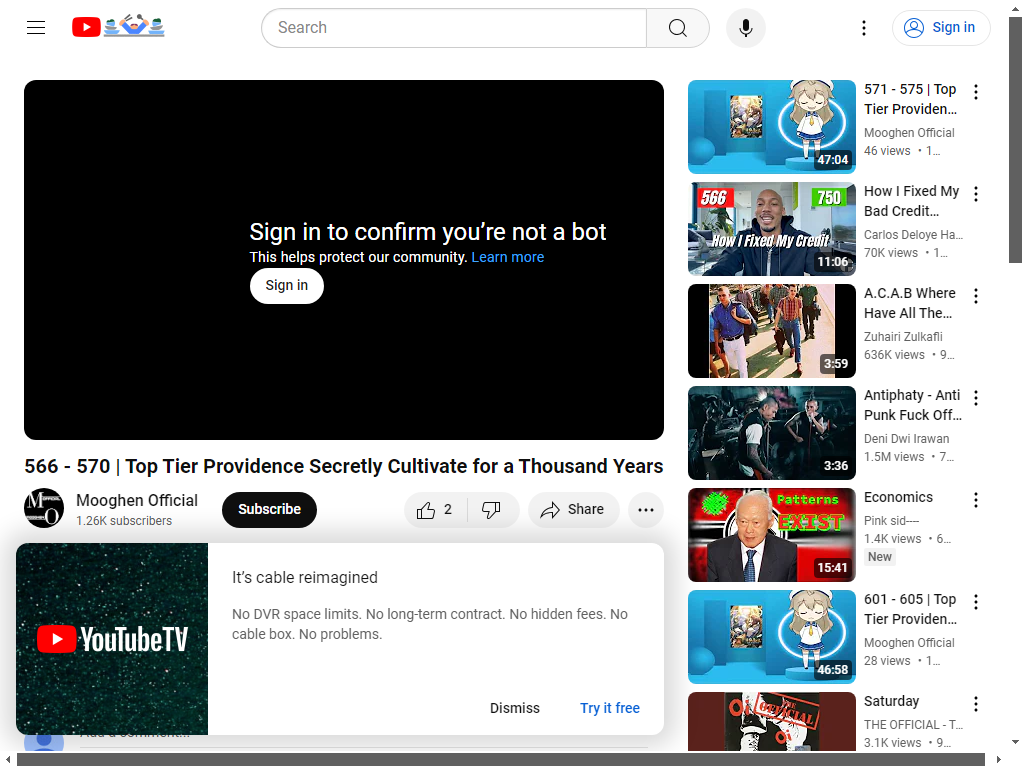 Search
Sign in
Sign in to confirm you’re not a bot
This helps protect our community. Learn more
Sign in
566 - 570 | Top Tier Providence Secretly Cultivate for a Thousand Years
Mooghen Official
1.26K subscribers
Subscribe
2
Share
It’s cable reimagined
No DVR space limits. No long-term contract. No hidden fees. No
cable box. No problems.
YouTubeTV
Dismiss
Try it free
Add a comment...
571 - 575 | Top
Tier Providen...
Mooghen Official
46 views • 1...
47:04
566
750
How I Fixed My Credit
11:06
How I Fixed My
Bad Credit...
Carlos Deloye Ha...
70K views • 1...
3:59
A.C.A.B Where
Have All The...
Zuhairi Zulkafli
636K views • 9...
3:36
Antiphaty - Anti
Punk Fuck Off...
Deni Dwi Irawan
1.5M views • 7...
Patterns
EXIST
15:41
Economics
Pink sid----
1.4K views • 6...
New
46:58
601 - 605 | Top
Tier Providen...
Mooghen Official
28 views • 1...
THE OFFICIAL
Oi
Oi
Saturday
THE OFFICIAL - T...
3.1K views • 9...